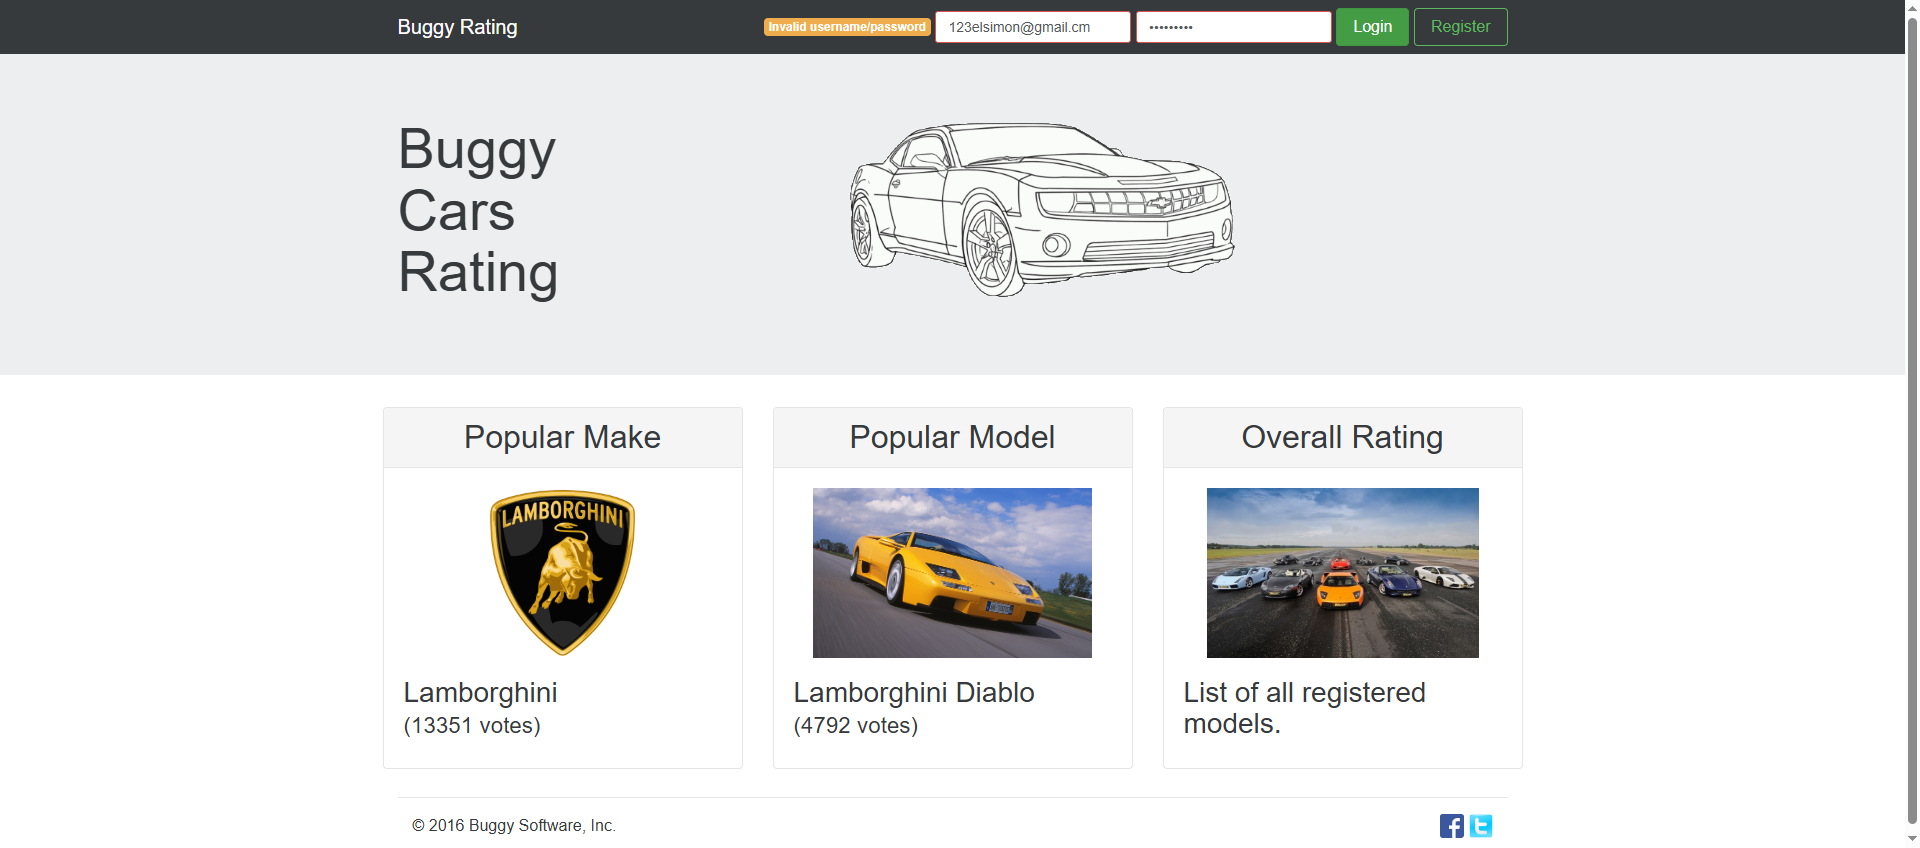 Buggy Rating
Invalid username/password
123elsimon@gmail.cm
•••••••••
Login
Register
Buggy
Cars
Rating
Popular Make
LAMBORGHINI
Lamborghini
(13351 votes)
Popular Model
Lamborghini Diablo
(4792 votes)
Overall Rating
List of all registered
models.
© 2016 Buggy Software, Inc.